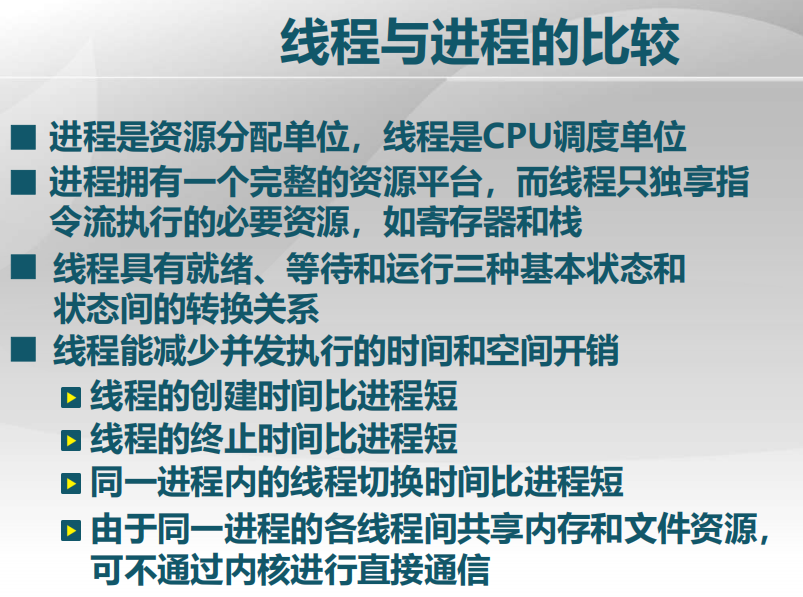 线程与进程的比较
进程是资源分配单位，线程是CPU调度单位
进程拥有一个完整的资源平台，而线程只独享指
令流执行的必要资源，如寄存器和栈
线程具有就绪、等待和运行三种基本状态和
状态间的转换关系
线程能减少并发执行的时间和空间开销
线程的创建时间比进程短
线程的终止时间比进程短
同一进程内的线程切换时间比进程短
由于同一进程的各线程间共享内存和文件资源，
可不通过内核进行直接通信